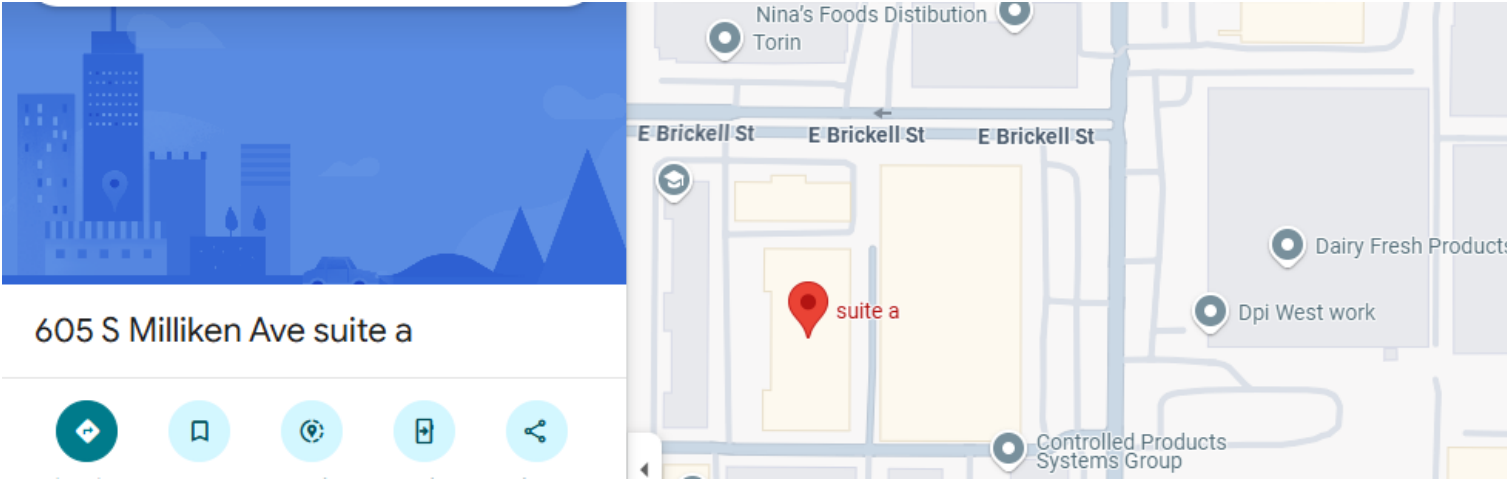 605 S Milliken Ave suite a
Nina's Foods Distibution
Torin
E Brickell St
E Brickell St
E Brickell St
suite a
Dairy Fresh Products
Dpi West work
Controlled Products
Systems Group